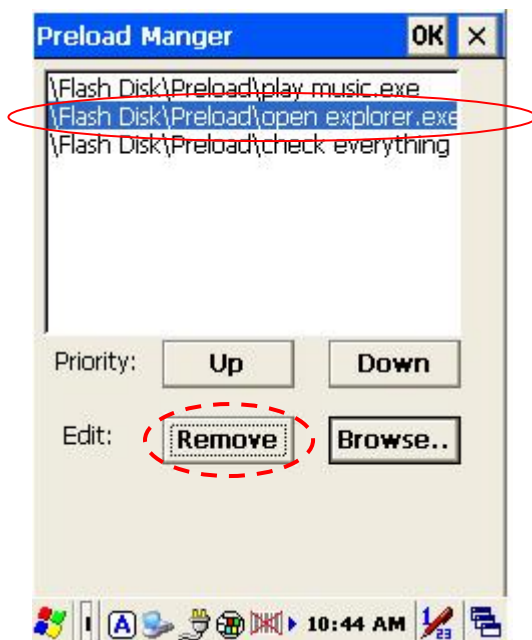 Preload Manger OK ×
\Flash Disk\Preload\play music.exe
\Flash Disk\Preload\open explorer.exe
\Flash Disk\Preload\check everything
Priority: Up Down
Edit: Remove Browse..
A 10:44 AM 23